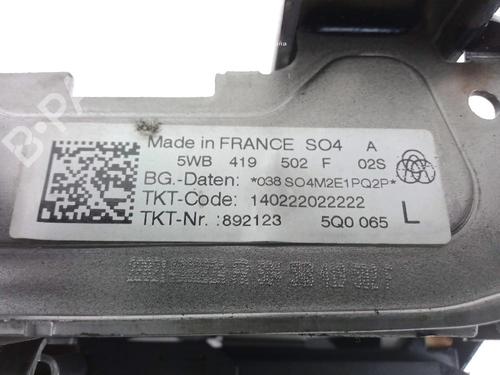 Made in FRANCE SO4 A
5WB 419 502 F 02S
BG.-Daten: *038 SO4M2E1PQ2P*
TKT-Code: 140222022222
TKT-Nr. :892123 5Q0 065 L
B-PA